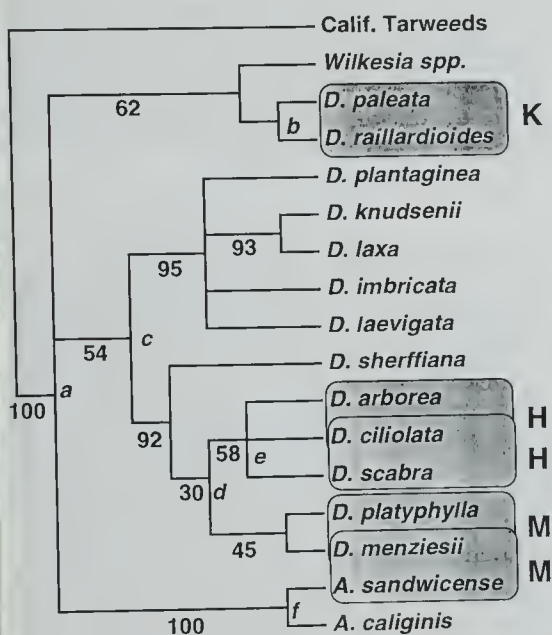 Calif. Tarweeds
Wilkesia spp.
62
D. paleata
K
b
D. raillardioides
D. plantaginea
D. knudsenii
93
D. laxa
95
D. imbricata
54
c
D. laevigata
D. sherffiana
a
100
D. arborea
H
92
D. ciliolata
58
e
H
D. scabra
30
d
D. platyphylla
M
45
D. menziesii
M
A. sandwicense
f
100
A. caliginis